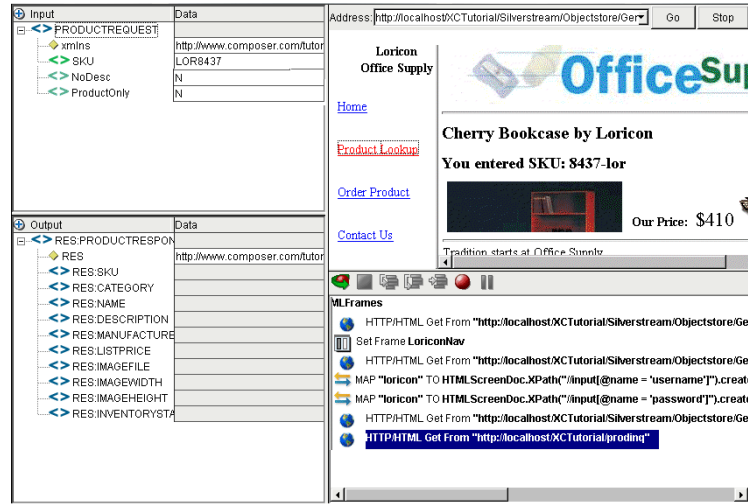 Input Data
PRODUCTREQUEST
xmlns http://www.composer.com/tutor
SKU LOR8437
NoDesc N
ProductOnly N
Output Data
RES:PRODUCTRESPON
RES http://www.composer.com/tutor
RES:SKU
RES:CATEGORY
RES:NAME
RES:DESCRIPTION
RES:MANUFACTURE
RES:LISTPRICE
RES:IMAGEFILE
RES:IMAGEWIDTH
RES:IMAGEHEIGHT
RES:INVENTORYSTA
Address: http://localhost/XCTutorial/Silverstream/Objectstore/Ger Go Stop
Loricon
Office Supply
Home
Product Lookup
Order Product
Contact Us
OfficeSup
Cherry Bookcase by Loricon
You entered SKU: 8437-lor
Our Price: $410
Tradition starts at Office Supply
MLFrames
HTTP/HTML Get From "http://localhost/XCTutorial/Silverstream/Objectstore/Ge
Set Frame LoriconNav
HTTP/HTML Get From "http://localhost/XCTutorial/Silverstream/Objectstore/Ge
MAP "loricon" TO HTMLScreenDoc.XPath("//input[@name = 'username']").creat
MAP "loricon" TO HTMLScreenDoc.XPath("//input[@name = 'password']").creat
HTTP/HTML Get From "http://localhost/XCTutorial/Silverstream/Objectstore/Ge
HTTP/HTML Get From "http://localhost/XCTutorial/prodinq"